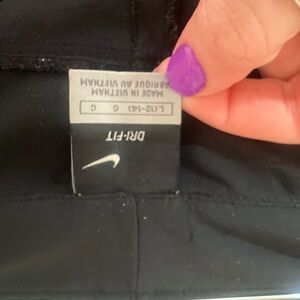 DRI-FIT
L(12-14) G G
MADE IN VIETNAM
FABRIQUE AU VIETNAM